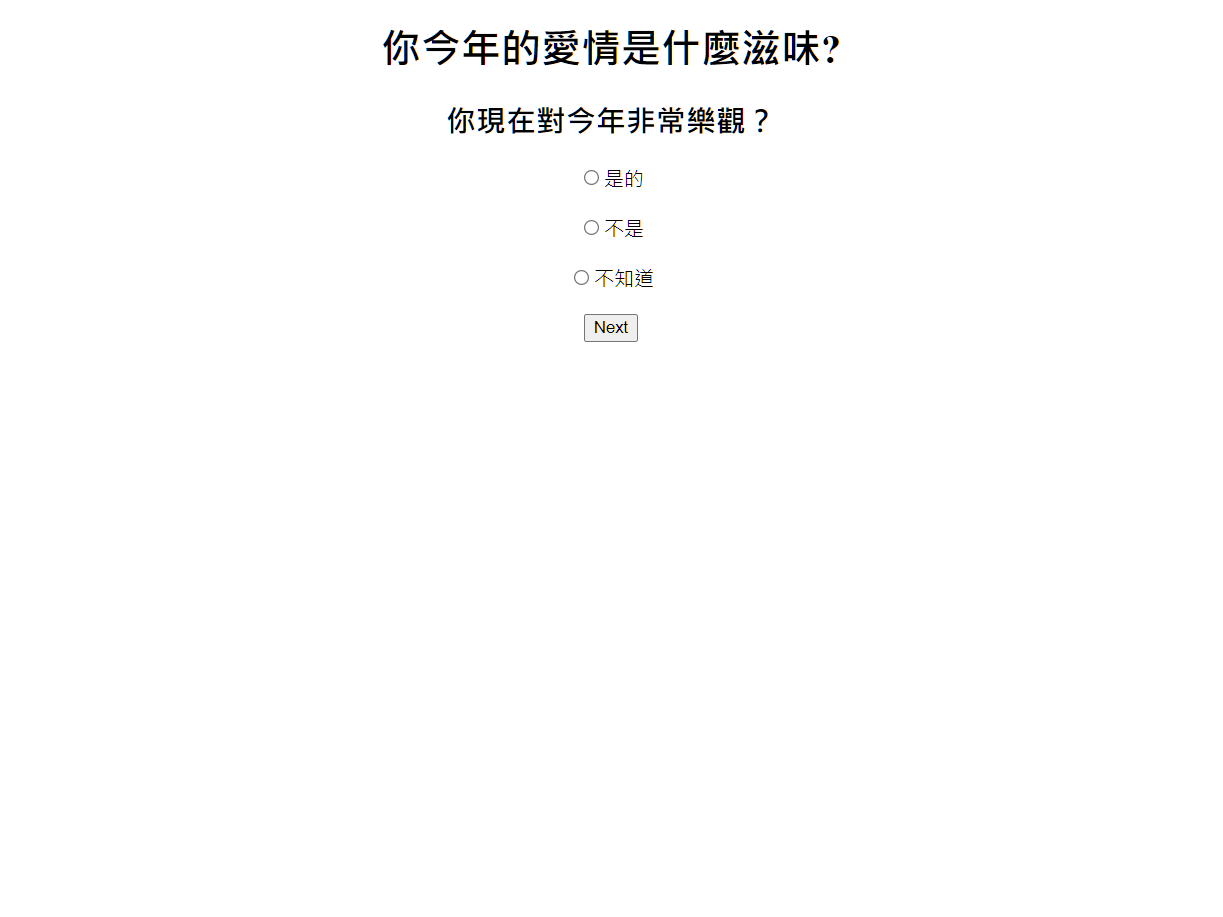 你今年的愛情是什麼滋味?
你現在對今年非常樂觀？
是的
不是
不知道
Next